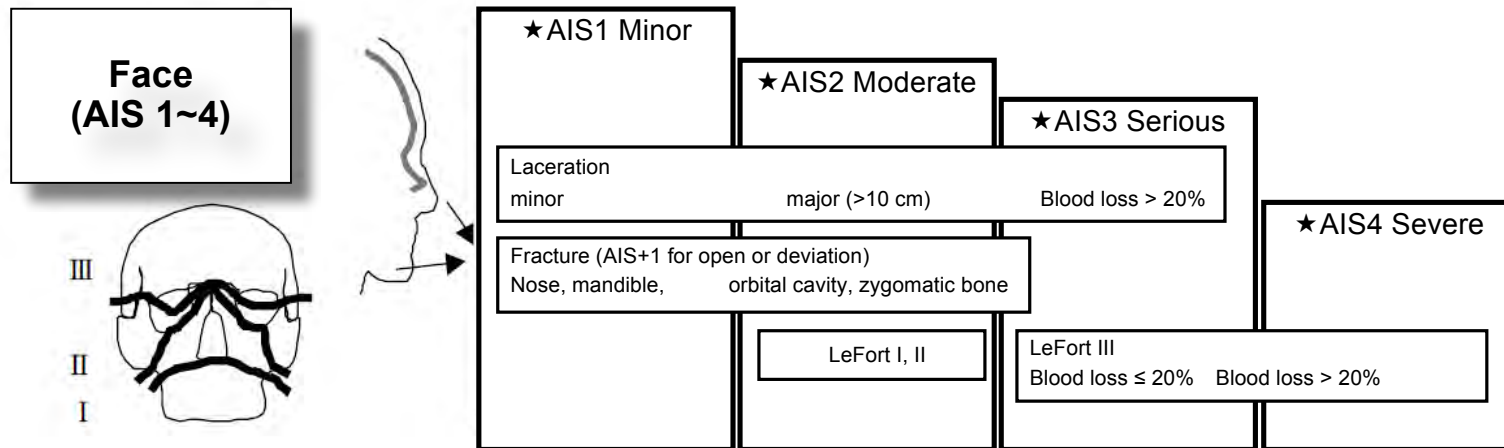 Face
(AIS 1~4)
III
II
I
★AIS1 Minor
★AIS2 Moderate
★AIS3 Serious
★AIS4 Severe
Laceration
minor major (>10 cm) Blood loss > 20%
Fracture (AIS+1 for open or deviation)
Nose, mandible, orbital cavity, zygomatic bone
LeFort I, II
LeFort III
Blood loss ≤ 20% Blood loss > 20%